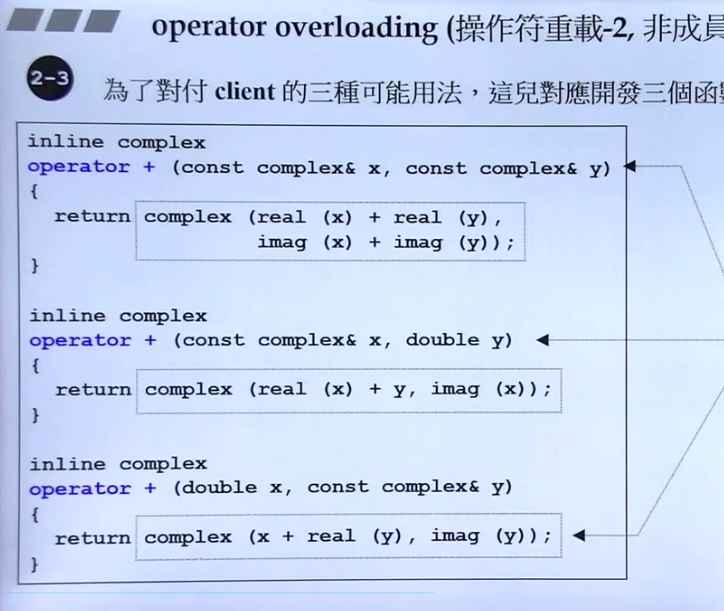 operator overloading (操作符重載-2, 非成員
2-3
為了對付 client 的三種可能用法，這兒對應開發三個函
inline complex
operator + (const complex& x, const complex& y)
{
return complex (real (x) + real (y),
imag (x) + imag (y));
}
inline complex
operator + (const complex& x, double y)
{
return complex (real (x) + y, imag (x));
}
inline complex
operator + (double x, const complex& y)
{
return complex (x + real (y), imag (y));
}